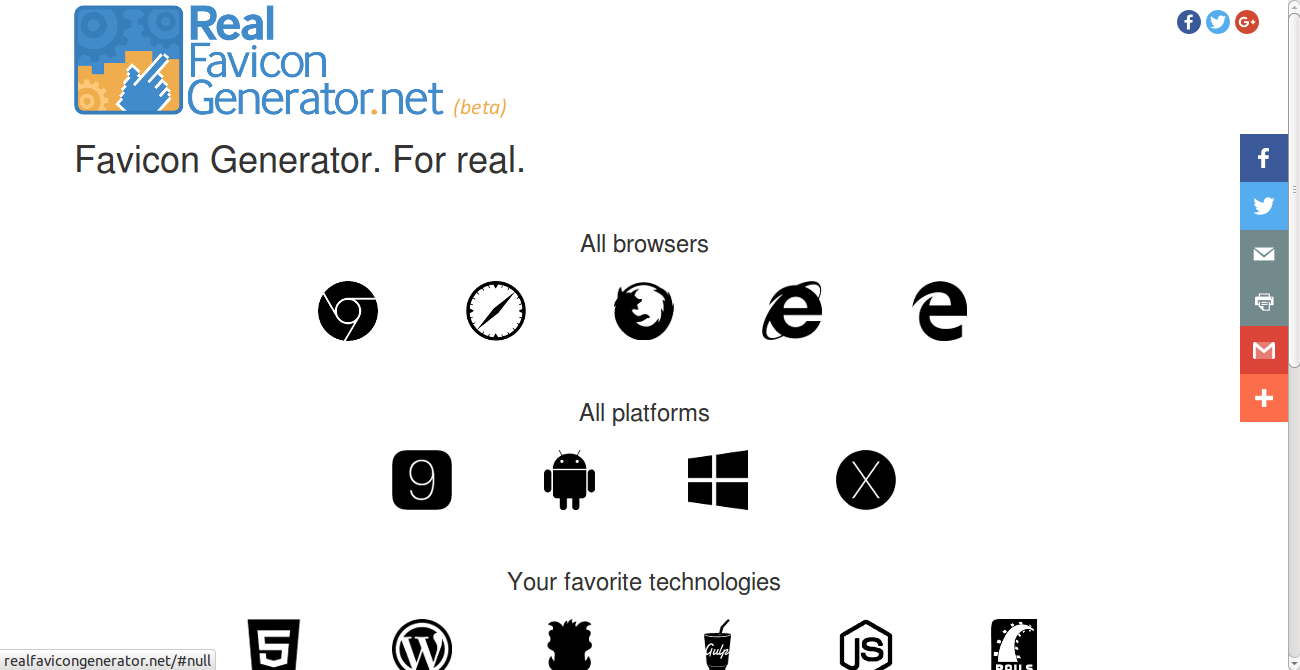 Real
Favicon
Generator.net (beta)
Favicon Generator. For real.
All browsers
All platforms
9
X
Your favorite technologies
5
W
Gulp
JS
RAILS
realfavicongenerator.net/#null